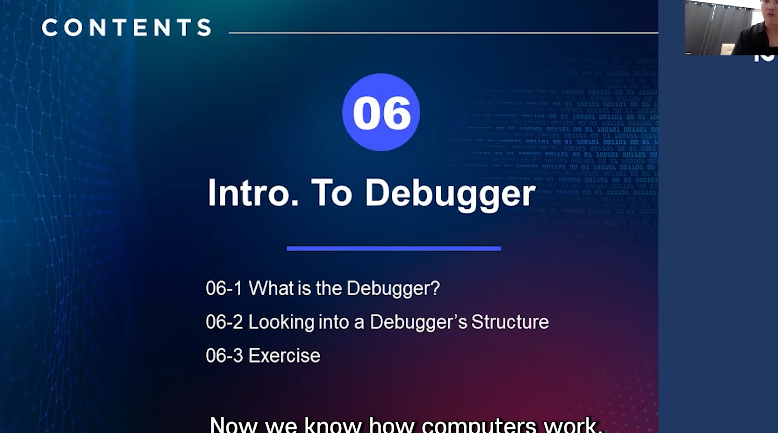 CONTENTS
06
Intro. To Debugger
06-1 What is the Debugger?
06-2 Looking into a Debugger's Structure
06-3 Exercise
Now we know how computers work.